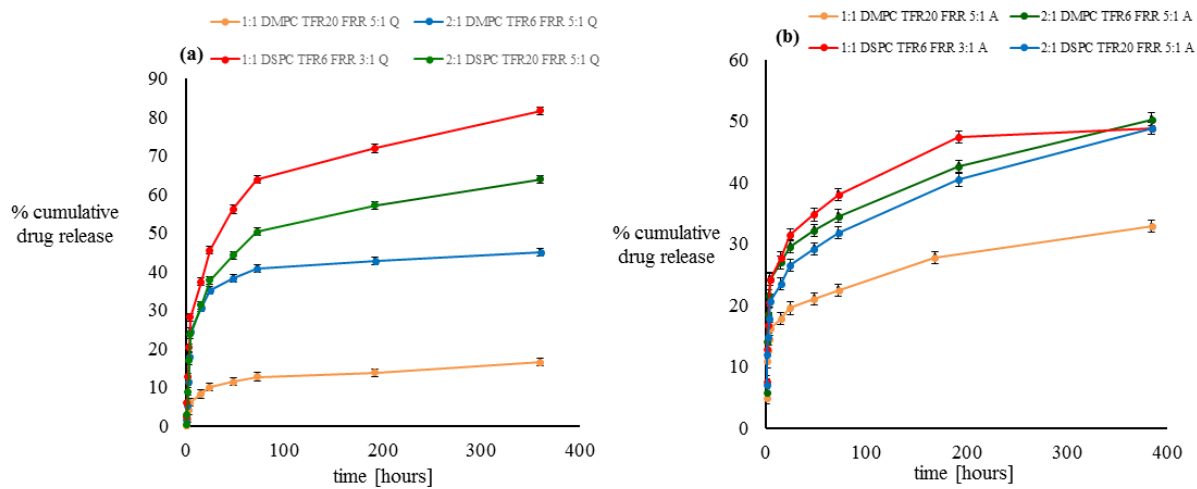 1:1 DMPC TFR20 FRR 5:1 Q
2:1 DMPC TFR6 FRR 5:1 Q
(a)
1:1 DSPC TFR6 FRR 3:1 Q
2:1 DSPC TFR20 FRR 5:1 Q
90
80
70
60
50
40
30
20
10
0
% cumulative
drug release
0
100
200
300
400
time [hours]
1:1 DMPC TFR20 FRR 5:1 A
2:1 DMPC TFR6 FRR 5:1 A
(b)
1:1 DSPC TFR6 FRR 3:1 A
2:1 DSPC TFR20 FRR 5:1 A
60
50
40
30
20
10
0
% cumulative
drug release
0
100
200
300
400
time [hours]